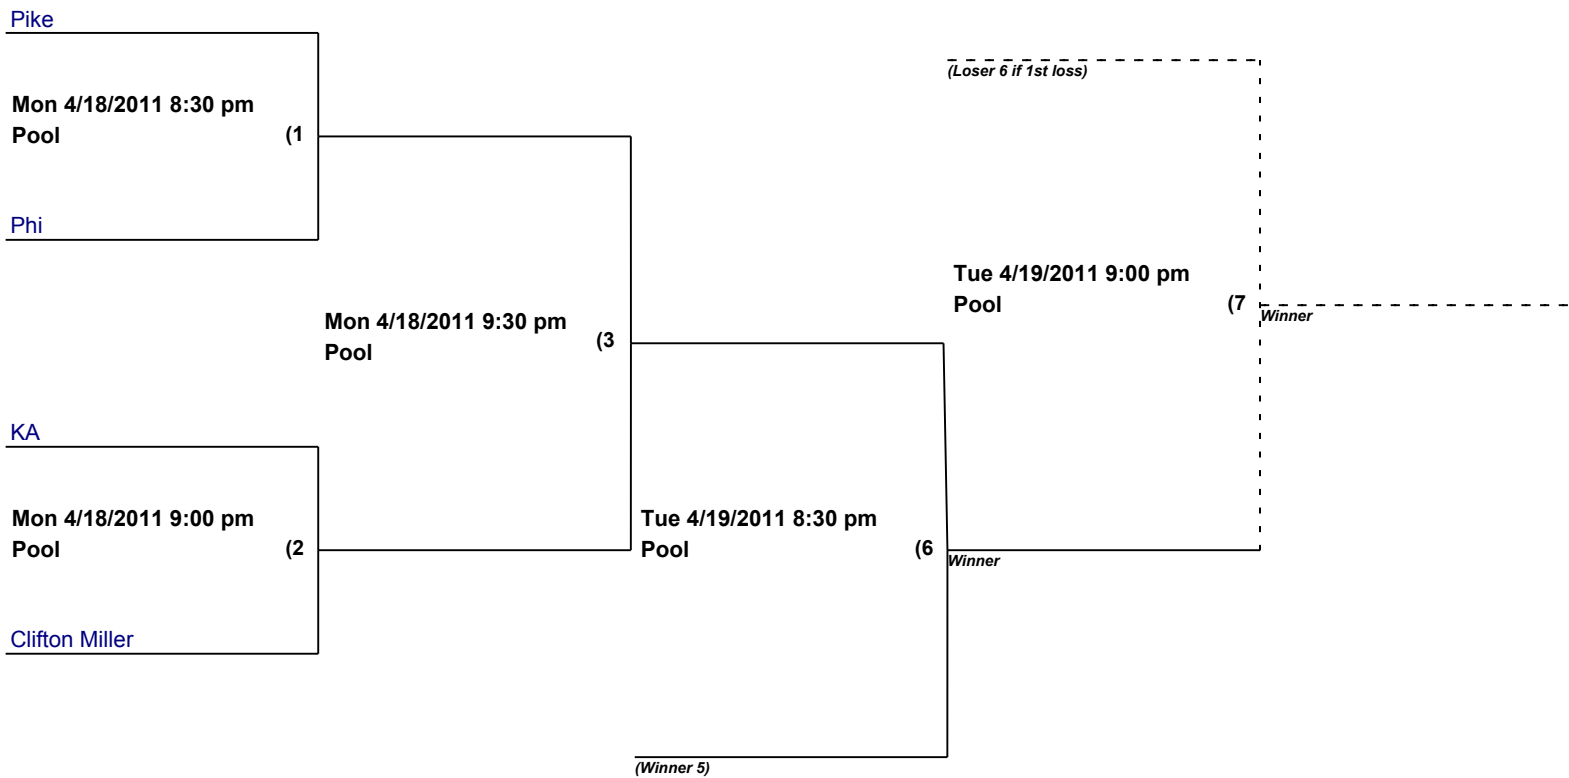 Pike
Mon 4/18/2011 8:30 pm
Pool (1
Phi
Mon 4/18/2011 9:30 pm
Pool (3
KA
Mon 4/18/2011 9:00 pm
Pool (2
Clifton Miller
Tue 4/19/2011 8:30 pm
Pool (6
Winner
(Winner 5)
(Loser 6 if 1st loss)
Tue 4/19/2011 9:00 pm
Pool (7
Winner